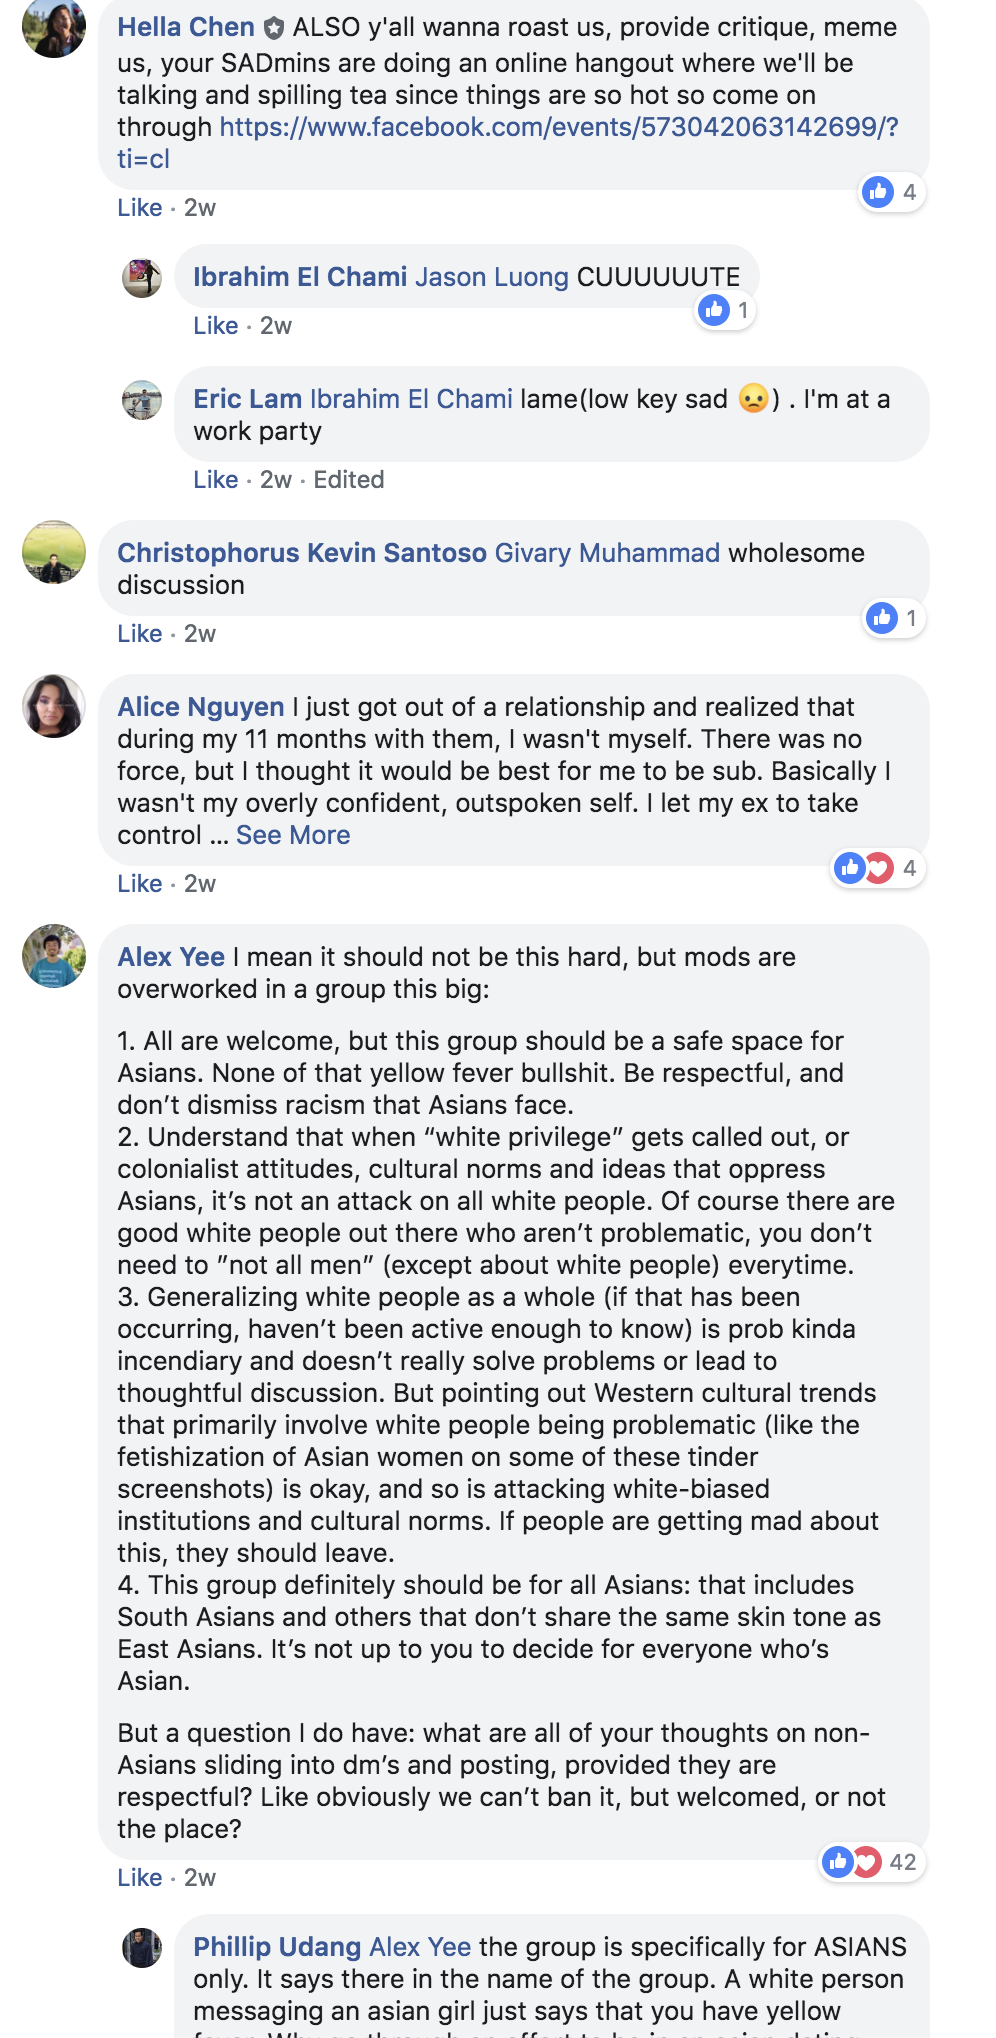 Hella Chen ALSO y'all wanna roast us, provide critique, meme
us, your SADmins are doing an online hangout where we'll be
talking and spilling tea since things are so hot so come on
through https://www.facebook.com/events/573042063142699/?
ti=cl
4
Like · 2w
Ibrahim El Chami Jason Luong CUUUUUUTE
1
Like · 2w
Eric Lam Ibrahim El Chami lame(low key sad 😞) . I'm at a
work party
Like · 2w · Edited
Christophorus Kevin Santoso Givary Muhammad wholesome
discussion
1
Like · 2w
Alice Nguyen I just got out of a relationship and realized that
during my 11 months with them, I wasn't myself. There was no
force, but I thought it would be best for me to be sub. Basically I
wasn't my overly confident, outspoken self. I let my ex to take
control ... See More
4
Like · 2w
Alex Yee I mean it should not be this hard, but mods are
overworked in a group this big:
1. All are welcome, but this group should be a safe space for
Asians. None of that yellow fever bullshit. Be respectful, and
don’t dismiss racism that Asians face.
2. Understand that when “white privilege” gets called out, or
colonialist attitudes, cultural norms and ideas that oppress
Asians, it’s not an attack on all white people. Of course there are
good white people out there who aren’t problematic, you don’t
need to ”not all men” (except about white people) everytime.
3. Generalizing white people as a whole (if that has been
occurring, haven’t been active enough to know) is prob kinda
incendiary and doesn’t really solve problems or lead to
thoughtful discussion. But pointing out Western cultural trends
that primarily involve white people being problematic (like the
fetishization of Asian women on some of these tinder
screenshots) is okay, and so is attacking white-biased
institutions and cultural norms. If people are getting mad about
this, they should leave.
4. This group definitely should be for all Asians: that includes
South Asians and others that don’t share the same skin tone as
East Asians. It’s not up to you to decide for everyone who’s
Asian.
But a question I do have: what are all of your thoughts on non-
Asians sliding into dm’s and posting, provided they are
respectful? Like obviously we can’t ban it, but welcomed, or not
the place?
42
Like · 2w
Phillip Udang Alex Yee the group is specifically for ASIANS
only. It says there in the name of the group. A white person
messaging an asian girl just says that you have yellow